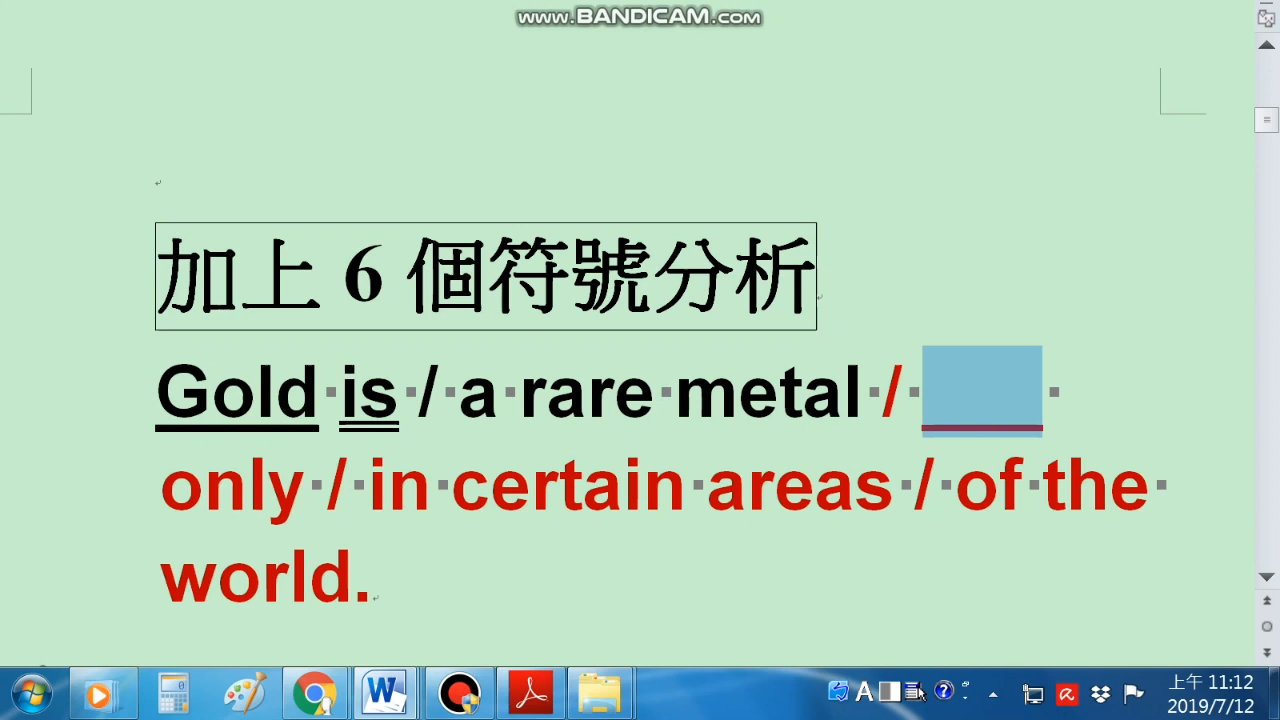 www.BANDICAM.com
加上 6 個符號分析
Gold is / a rare metal /
only / in certain areas / of the
world.
上午 11:12
2019/7/12